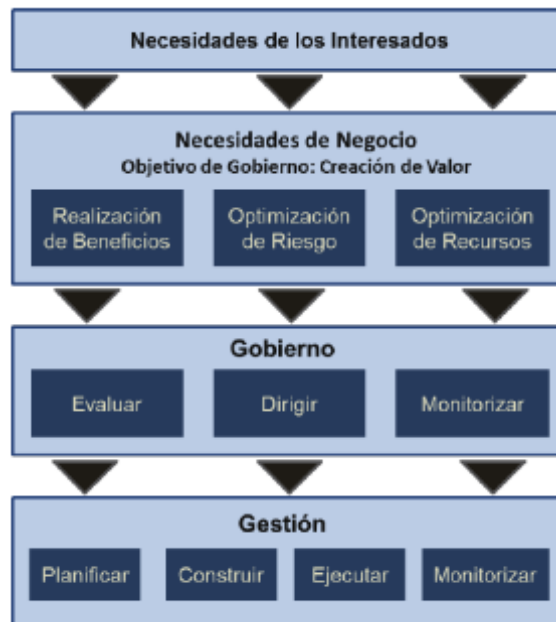 Necesidades de los Interesados
Necesidades de Negocio
Objetivo de Gobierno: Creación de Valor
Realización
de Beneficios
Optimización
de Riesgo
Optimización
de Recursos
Gobierno
Evaluar
Dirigir
Monitorizar
Gestión
Planificar
Construir
Ejecutar
Monitorizar